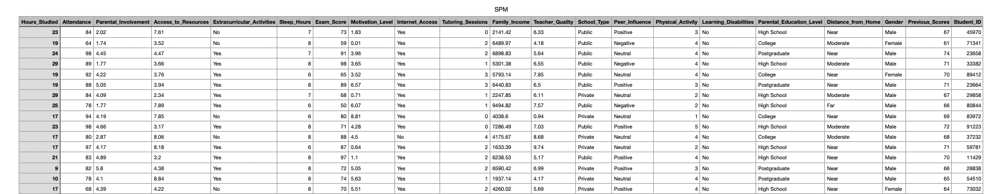 SPM
Hours_Studied Attendance Parental_Involvement Access_to_Resources Extracurricular_Activities Sleep_Hours Exam_Score Motivation_Level Internet_Access Tutoring_Sessions Family_Income Teacher_Quality School_Type Peer_Influence Physical_Activity Learning_Disabilities Parental_Education_Level Distance_from_Home Gender Previous_Scores Student_ID
23 84 2.02 7.61 No 7 73 1.83 Yes 0 2141.42 6.33 Public Positive 3 No High School Near Male 67 45970
19 64 1.74 3.52 No 8 59 0.01 Yes 2 6489.97 4.18 Public Negative 4 No College Moderate Female 61 71341
24 98 4.45 4.47 Yes 7 91 3.96 Yes 2 6898.83 5.64 Public Neutral 4 No Postgraduate Near Male 74 23658
29 89 1.77 3.66 Yes 8 98 3.65 Yes 1 5301.38 6.55 Public Negative 4 No High School Moderate Male 71 33382
19 92 4.22 3.76 Yes 6 65 3.52 Yes 3 5793.14 7.85 Public Neutral 4 No College Near Female 70 89412
19 88 5.05 3.94 Yes 8 89 6.57 Yes 3 6440.83 6.5 Public Positive 3 No Postgraduate Near Male 71 23664
29 84 4.09 2.34 Yes 7 68 0.71 Yes 1 2247.85 6.11 Private Neutral 2 No High School Moderate Male 67 29858
25 78 1.77 7.89 Yes 6 50 6.07 Yes 1 9494.82 7.57 Public Negative 2 No High School Far Male 66 80844
17 94 4.19 7.85 No 6 80 8.81 Yes 0 4038.6 0.94 Private Neutral 1 No College Near Male 69 83972
23 98 4.66 3.17 Yes 8 71 4.28 Yes 0 7286.49 7.03 Public Positive 5 No High School Moderate Male 72 91223
17 80 2.87 8.06 No 8 88 4.5 No 4 4175.67 8.68 Private Neutral 4 No College Moderate Male 68 37232
17 97 4.17 8.18 Yes 6 87 0.64 Yes 2 1633.39 9.74 Private Neutral 2 No High School Near Male 71 59781
21 83 4.89 3.2 Yes 8 97 1.1 Yes 2 6238.53 5.17 Public Positive 4 No High School Near Male 70 11429
9 82 5.8 4.38 Yes 8 72 5.05 Yes 2 6590.42 6.99 Private Positive 3 No Postgraduate Near Male 66 28838
10 78 4.1 8.84 Yes 8 74 5.63 Yes 1 1937.14 4.17 Private Neutral 4 No Postgraduate Near Male 65 54510
17 68 4.39 4.22 No 8 70 5.51 Yes 2 4260.02 5.69 Private Positive 4 No High School Near Female 64 73032